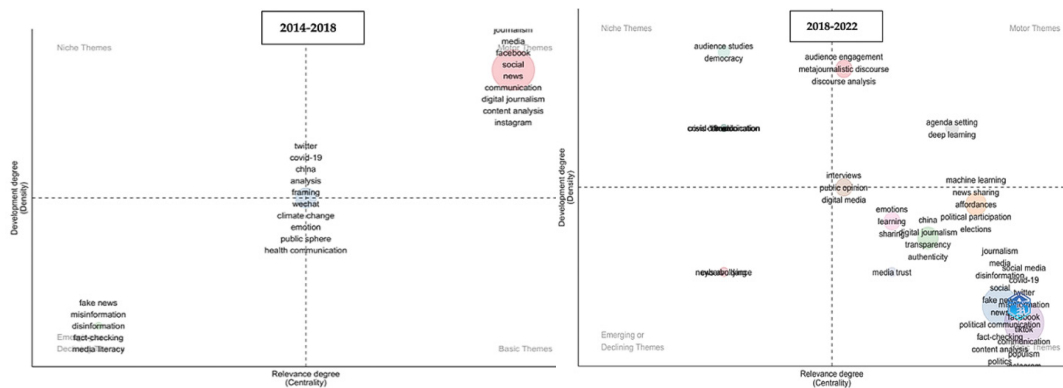 2014-2018
Niche Themes
Motor Themes
journalism
media
facebook
social
news
communication
digital journalism
content analysis
instagram
twitter
covid-19
china
analysis
framing
wechat
climate change
emotion
public sphere
health communication
fake news
misinformation
disinformation
fact-checking
media literacy
Basic Themes
Development degree
(Density)
Relevance degree
(Centrality)
2018-2022
Niche Themes
Motor Themes
audience studies
democracy
audience engagement
metajournalistic discourse
discourse analysis
agenda setting
deep learning
interviews
public opinion
digital media
machine learning
news sharing
affordances
political participation
elections
emotions
learning
sharing
china
digital journalism
transparency
authenticity
media trust
journalism
media
disinformation
social
fake news
news
political communication
fact-checking
content analysis
politics
social media
covid-19
twitter
misinformation
facebook
tiktok
communication
populism
Emerging or
Declining Themes
Themes
Development degree
(Density)
Relevance degree
(Centrality)